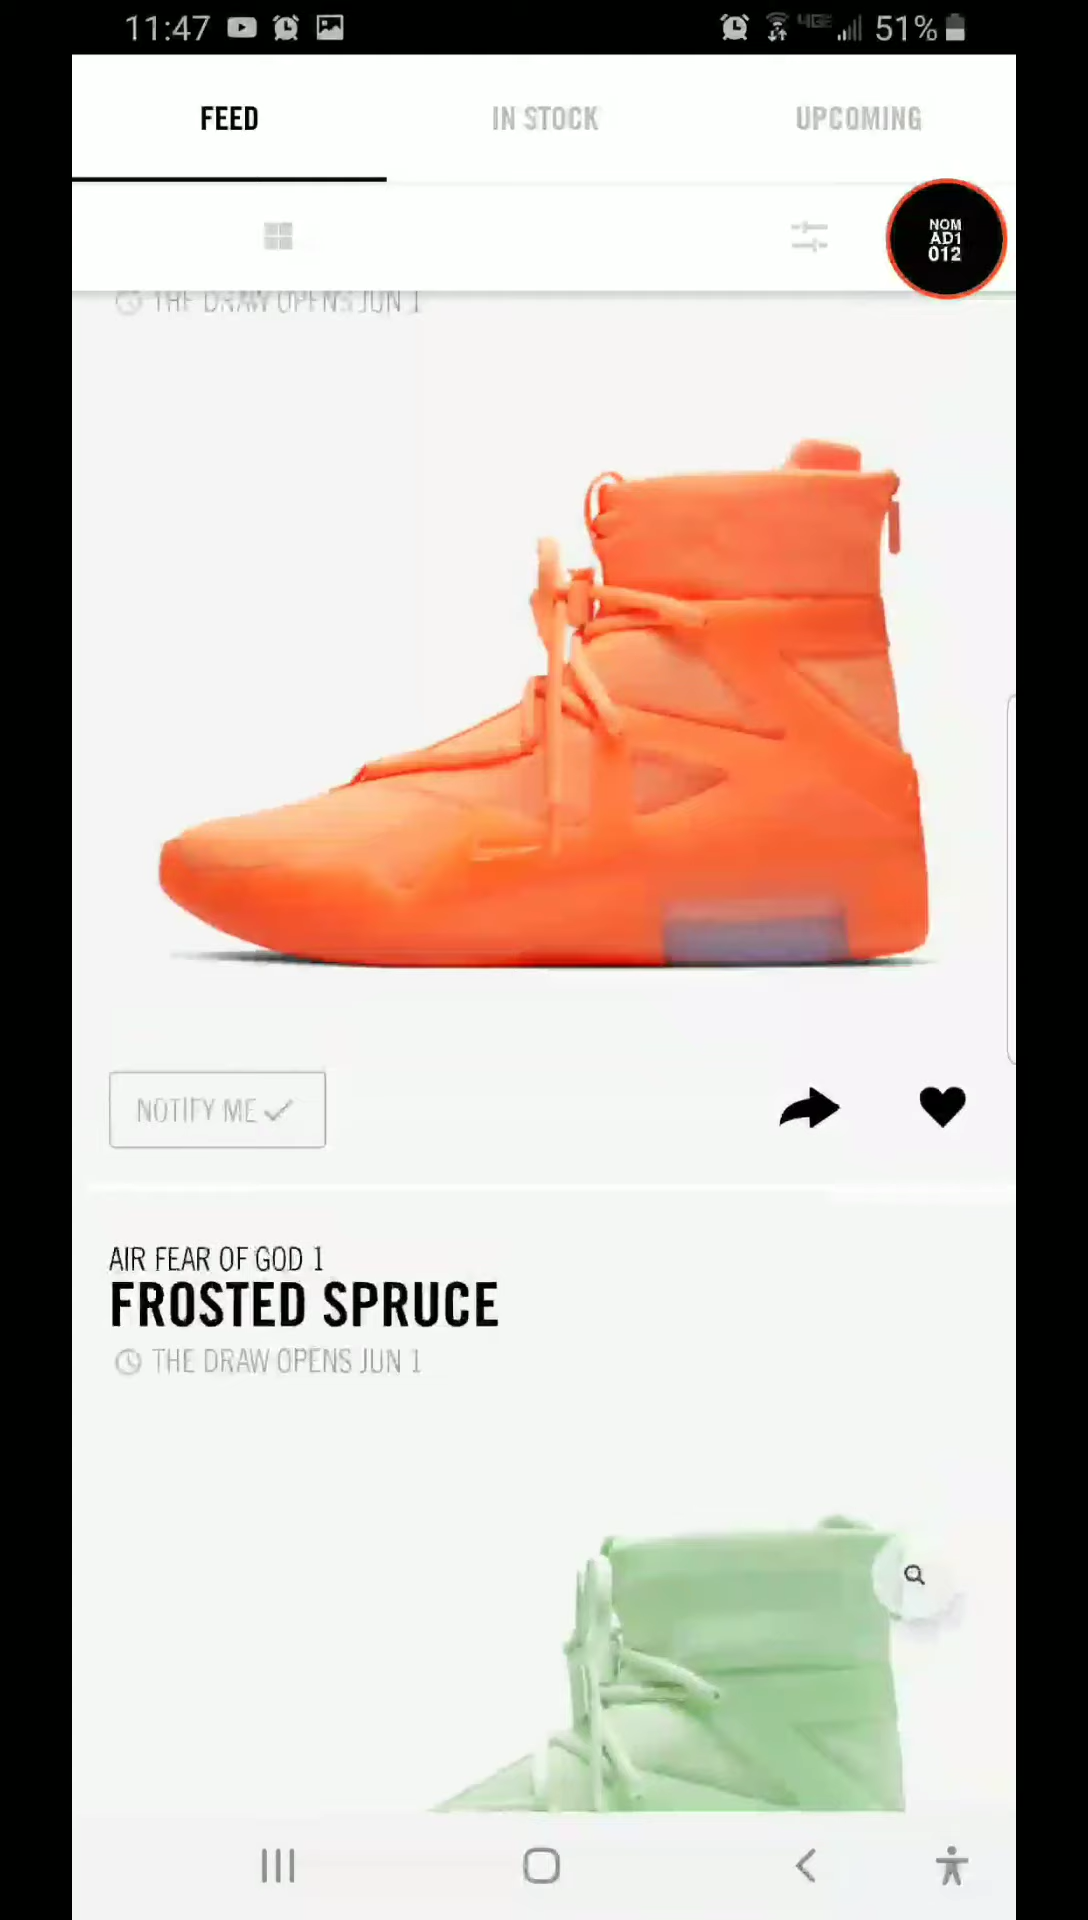 11:47
4GE 51%
FEED
IN STOCK
UPCOMING
NOM
AD1
012
THE DRAW OPENS JUN 1
NOTIFY ME
AIR FEAR OF GOD 1
FROSTED SPRUCE
THE DRAW OPENS JUN 1